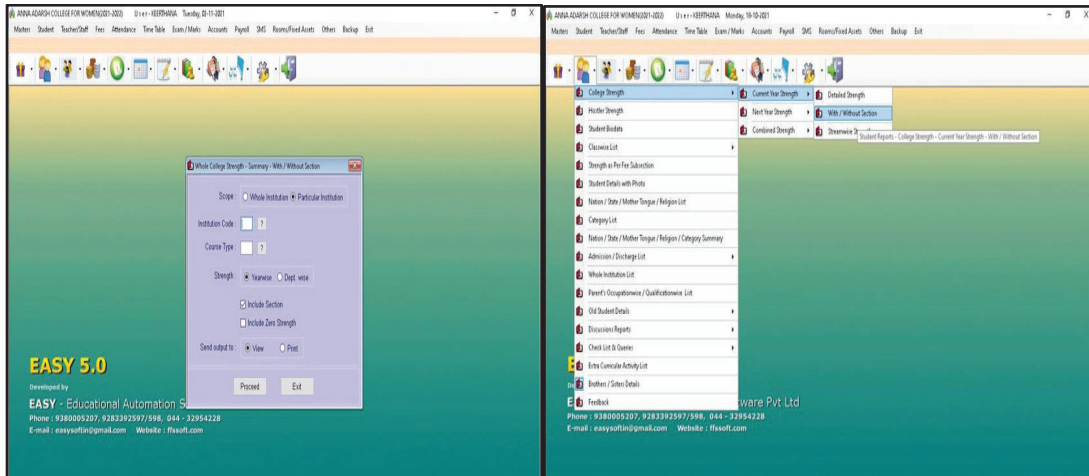 ANNA ADARSH COLLEGE FOR WOMEN(2021-2022) User - KEERTHANA Tuesday, 02-11-2021
Masters Student Teacher/Staff Fees Attendance Time Table Exam / Marks Accounts Payroll SMS Rooms/Fixed Assets Others Backup Exit
Whole College Strength - Summary - With / Without Section
Scope : Whole Institution Particular Institution
Institution Code : ?
Course Type : ?
Strength : Yearwise Dept. wise
Include Section
Include Zero Strength
Send output to : View Print
Proceed Exit
EASY 5.0
Developed by
EASY - Educational Automation S
Phone : 9380005207, 9283392597/598, 044 - 32954228
E-mail : easysoftin@gmail.com Website : ffssoft.com
ANNA ADARSH COLLEGE FOR WOMEN(2021-2022) User - KEERTHANA Monday, 18-10-2021
Masters Student Teacher/Staff Fees Attendance Time Table Exam / Marks Accounts Payroll SMS Rooms/Fixed Assets Others Backup Exit
College Strength
Hostler Strength
Student Biodata
Classwise List
Strength as Per Fee Subsection
Student Details with Photo
Nation / State / Mother Tongue / Religion List
Category List
Nation / State / Mother Tongue / Religion / Category Summary
Admission / Discharge List
Whole Institution List
Parent's Occupationwise / Qualificationwise List
Old Student Details
Discussions Reports
Check List & Queries
Extra Curricular Activity List
Brothers / Sisters Details
Feedback
Current Year Strength
Next Year Strength
Combined Strength
Detailed Strength
With / Without Section
Streamwise St
Student Reports - College Strength - Current Year Strength - With / Without Section
E
De
E ware Pvt Ltd
Phone : 9380005207, 9283392597/598, 044 - 32954228
E-mail : easysoftin@gmail.com Website : ffssoft.com